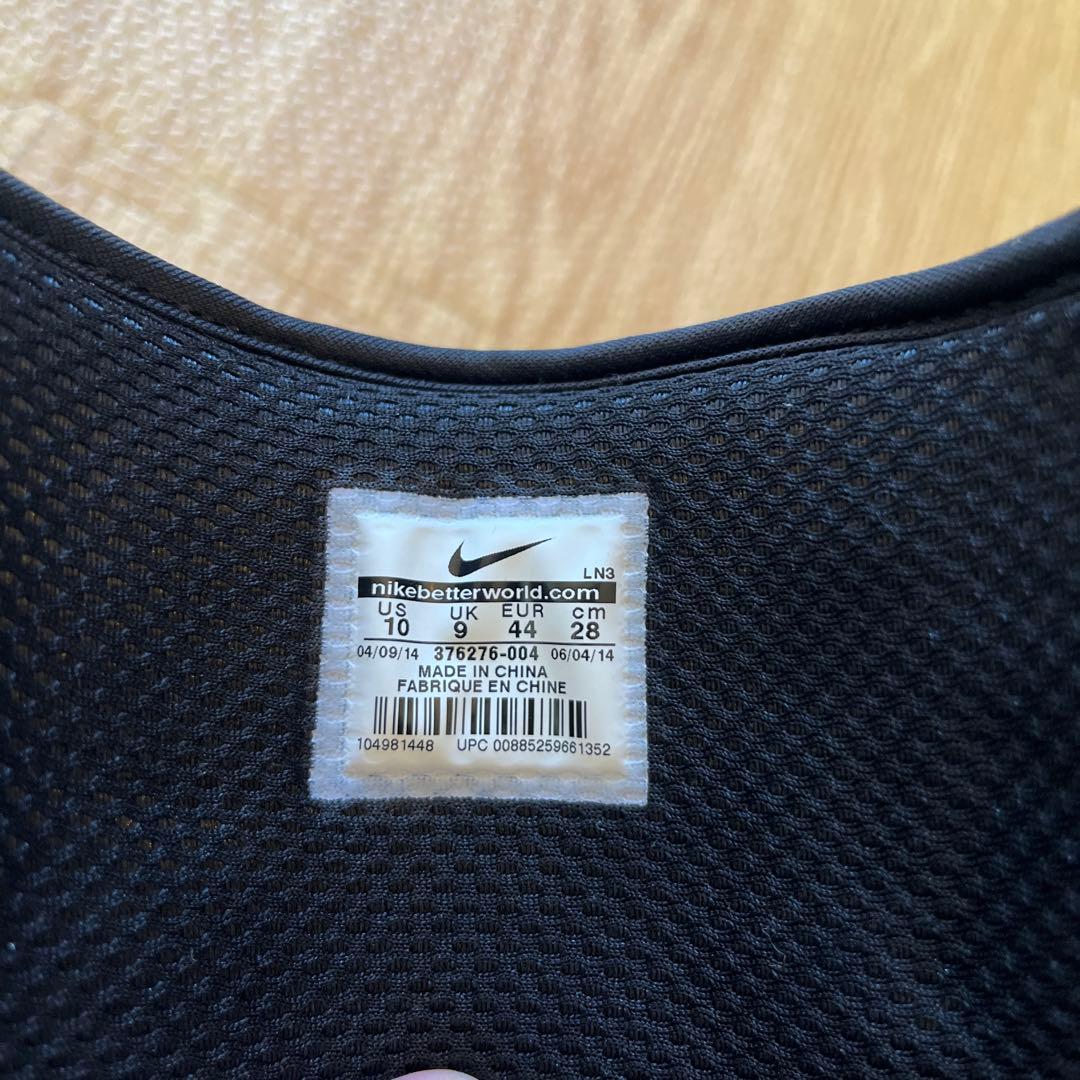 LN3
nikebetterworld.com
US UK EUR cm
10 9 44 28
04/09/14 376276-004 06/04/14
MADE IN CHINA
FABRIQUE EN CHINE
104981448 UPC 00885259661352